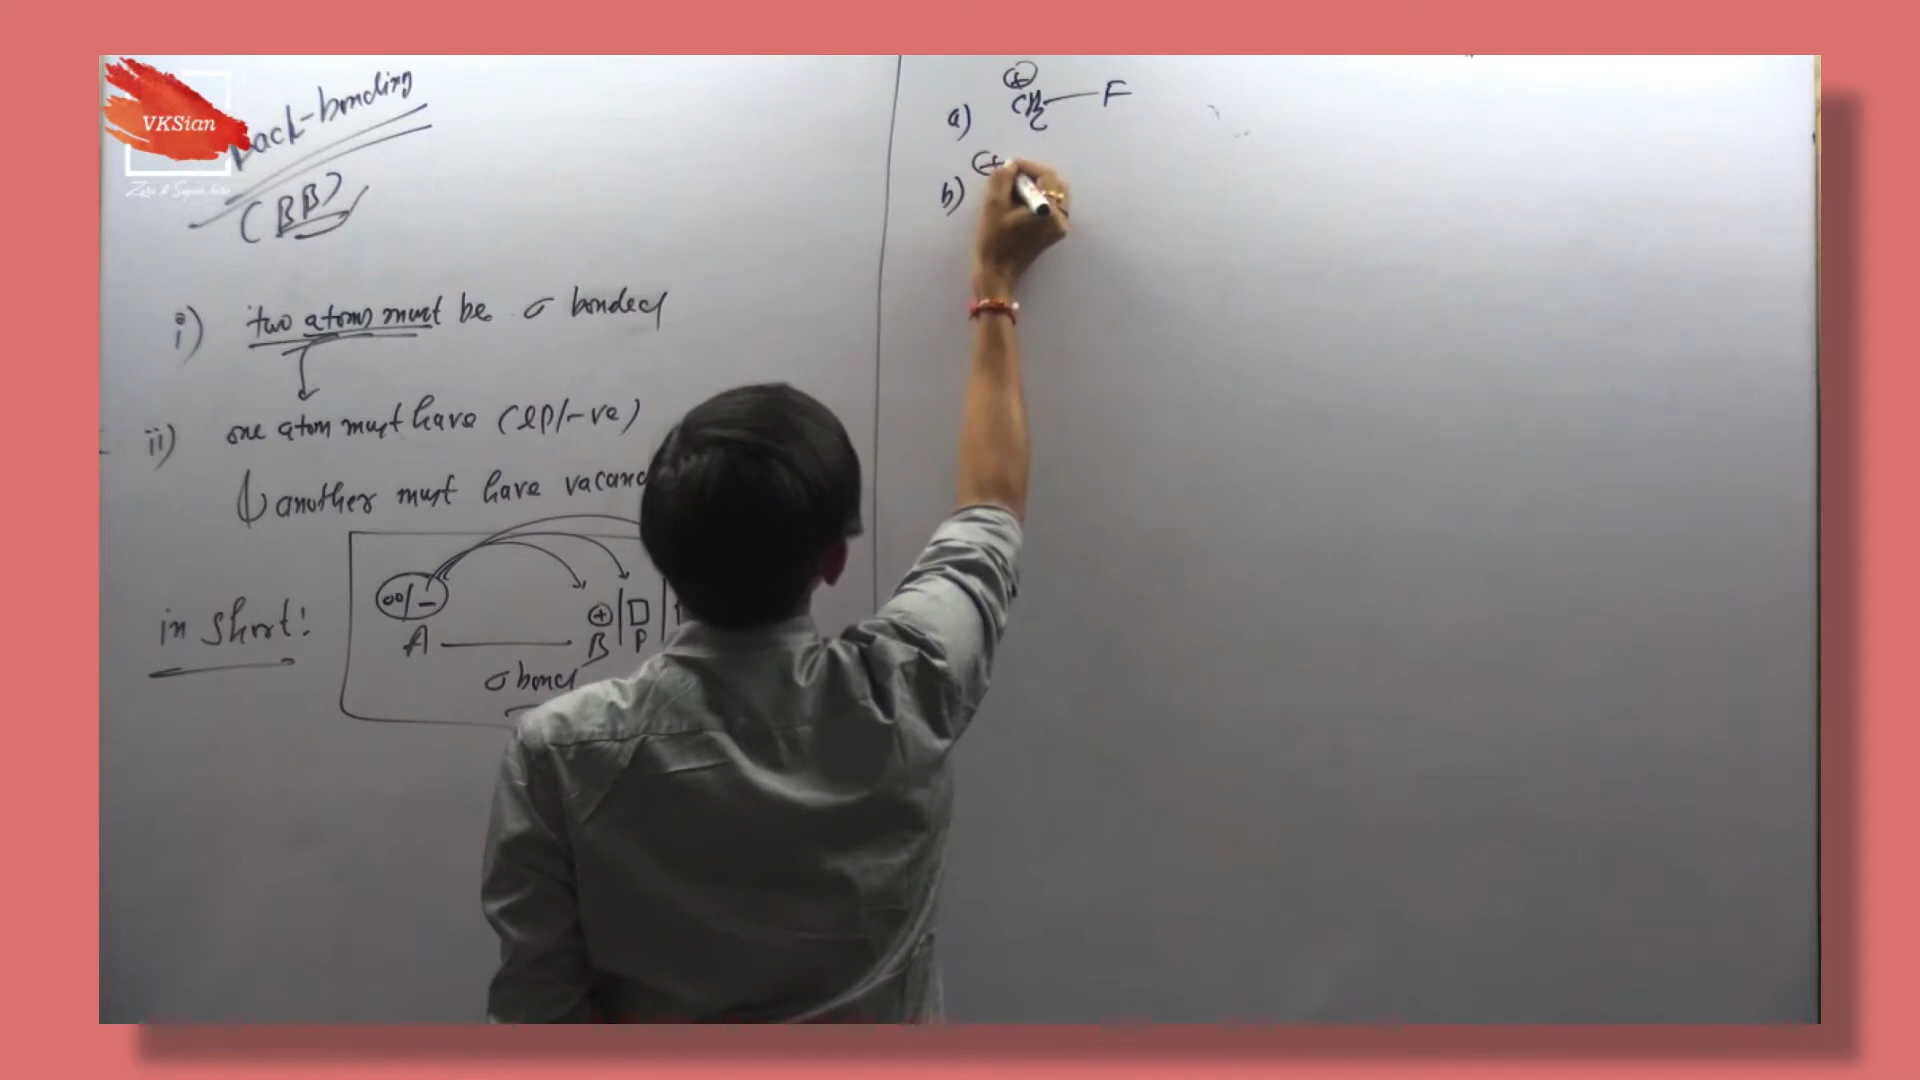 VKSian
Back-bonding
(BB)
i) two atoms must be σ bonded
ii) one atom must have (lp/-ve)
another must have
in short:
A
B
P
σ bond
a) CH2 — F
b)